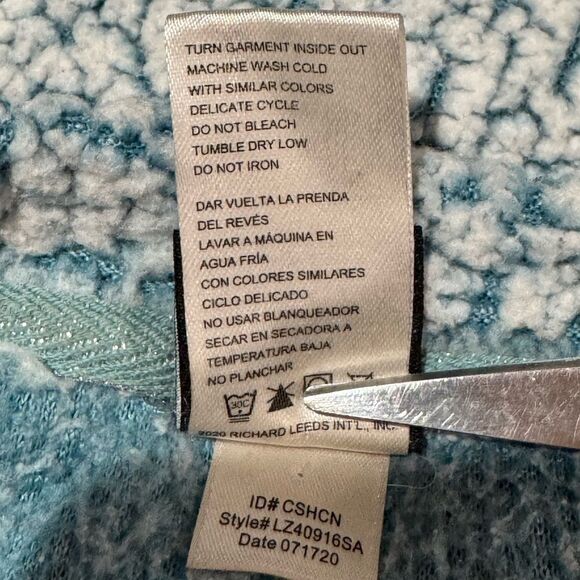 TURN GARMENT INSIDE OUT
MACHINE WASH COLD
WITH SIMILAR COLORS
DELICATE CYCLE
DO NOT BLEACH
TUMBLE DRY LOW
DO NOT IRON
DAR VUELTA LA PRENDA
DEL REVÉS
LAVAR A MÁQUINA EN
AGUA FRÍA
CON COLORES SIMILARES
CICLO DELICADO
NO USAR BLANQUEADOR
SECAR EN SECADORA A
TEMPERATURA BAJA
NO PLANCHAR
30C
2020 RICHARD LEEDS INT'L., INC.
ID# CSHCN
Style# LZ40916SA
Date 071720